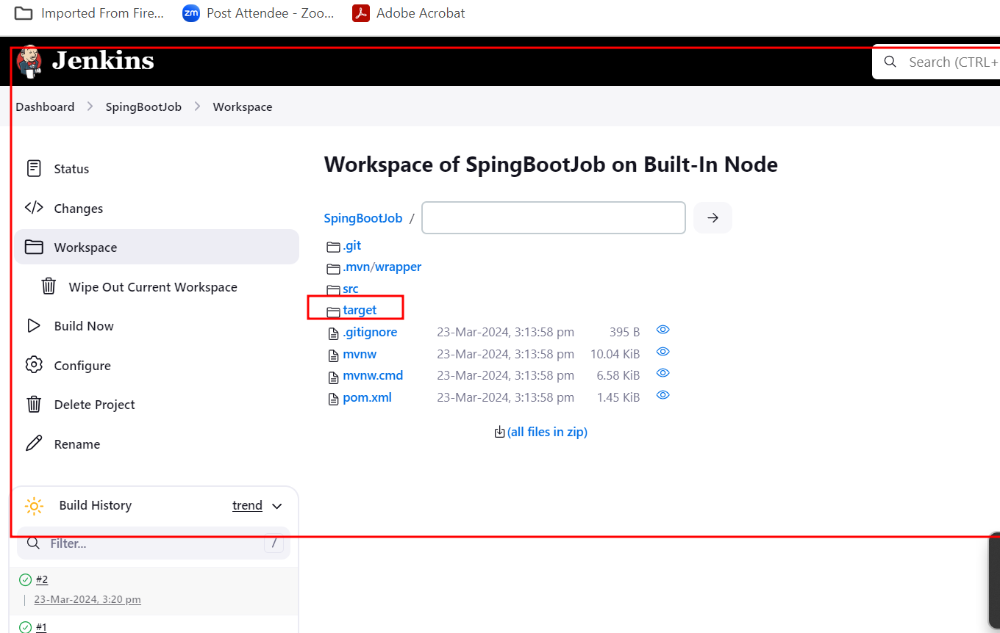 Imported From Fire... Post Attendee - Zoo... Adobe Acrobat
zm
Jenkins
Search (CTRL+
Dashboard SpingBootJob Workspace
Status
Changes
Workspace
Wipe Out Current Workspace
Build Now
Configure
Delete Project
Rename
Workspace of SpingBootJob on Built-In Node
SpingBootJob /
.git
.mvn/wrapper
src
target
.gitignore 23-Mar-2024, 3:13:58 pm 395 B
mvnw 23-Mar-2024, 3:13:58 pm 10.04 KiB
mvnw.cmd 23-Mar-2024, 3:13:58 pm 6.58 KiB
pom.xml 23-Mar-2024, 3:13:58 pm 1.45 KiB
(all files in zip)
Build History trend
Filter... /
#2
23-Mar-2024, 3:20 pm
#1